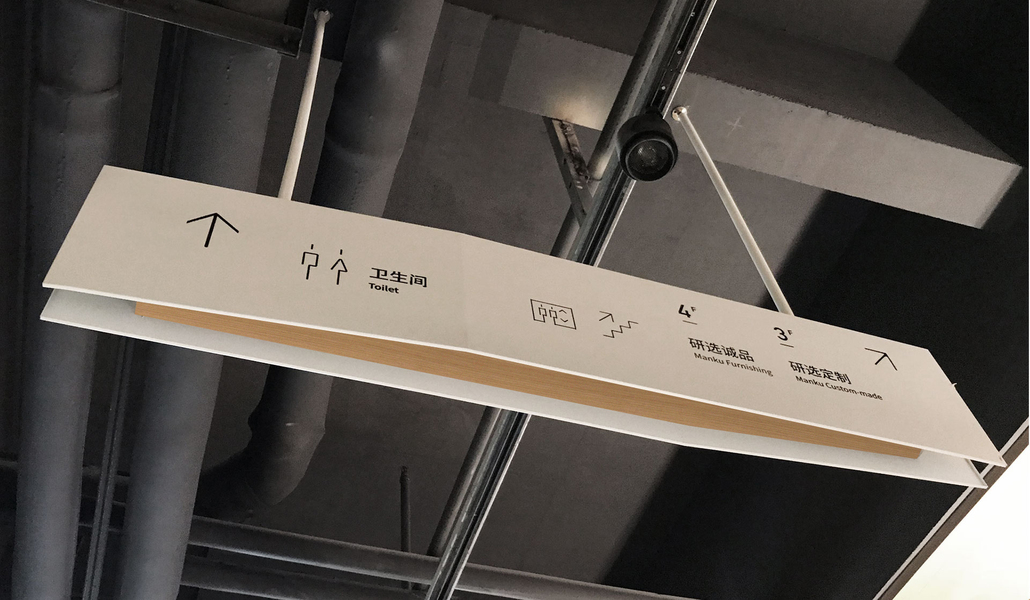 卫生间
Toilet
4F
研选诚品
Manku Furnishing
3F
研选定制
Manku Custom-made